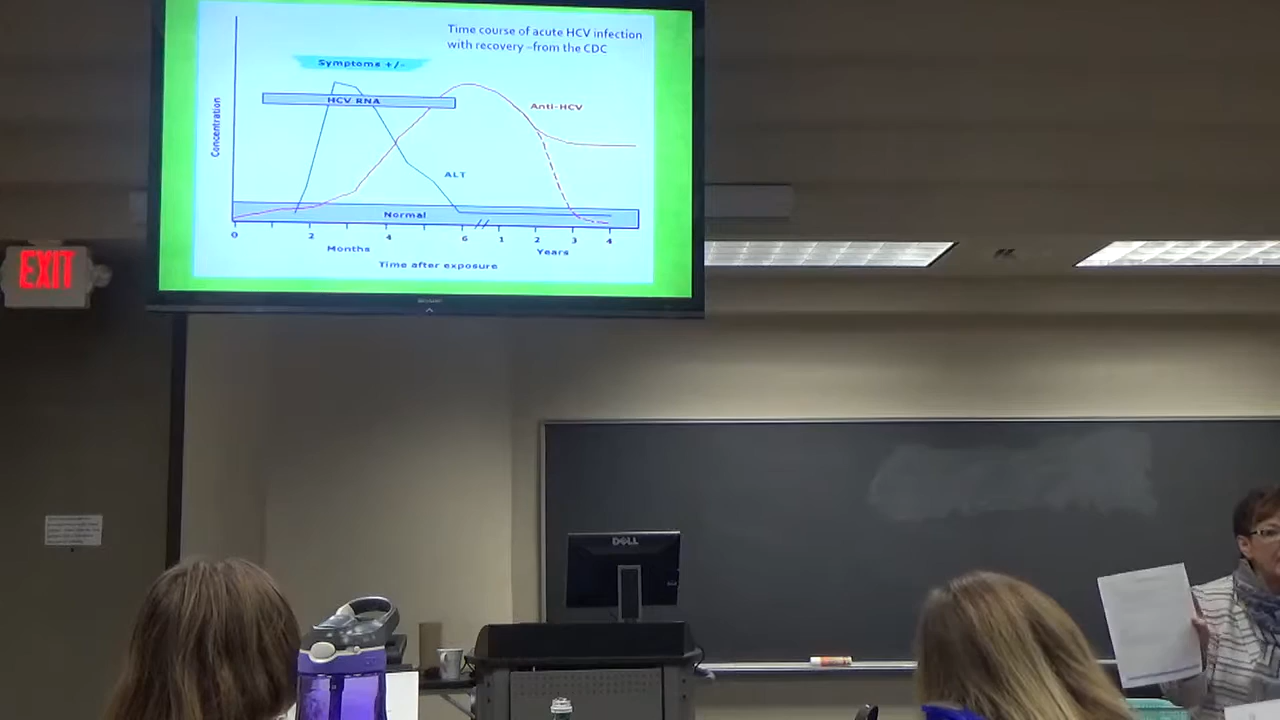 Time course of acute HCV infection
with recovery –from the CDC
Symptoms +/-
HCV RNA
Anti-HCV
Concentration
ALT
Normal
0 2 4 6 1 2 3 4
Months Years
Time after exposure
EXIT
DELL